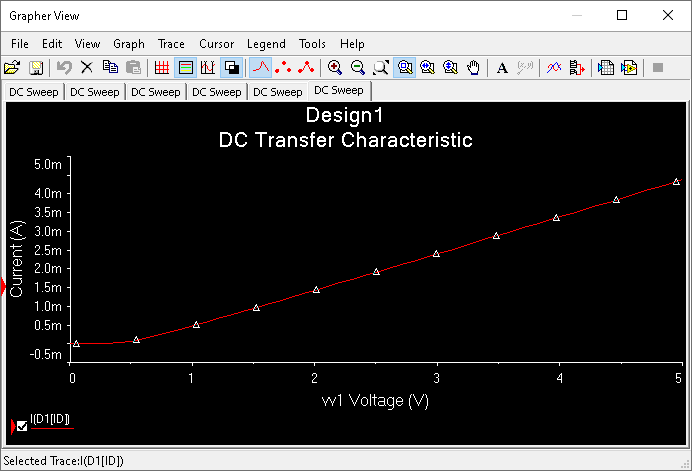 Grapher View
File Edit View Graph Trace Cursor Legend Tools Help
A
DC Sweep DC Sweep DC Sweep DC Sweep DC Sweep DC Sweep
Design1
DC Transfer Characteristic
5.0m
4.0m
3.5m
3.0m
2.5m
2.0m
1.5m
1.0m
0.5m
-0.5m
Current (A)
0 1 2 3 4 5
vv1 Voltage (V)
I(D1[ID])
Selected Trace:I(D1[ID])